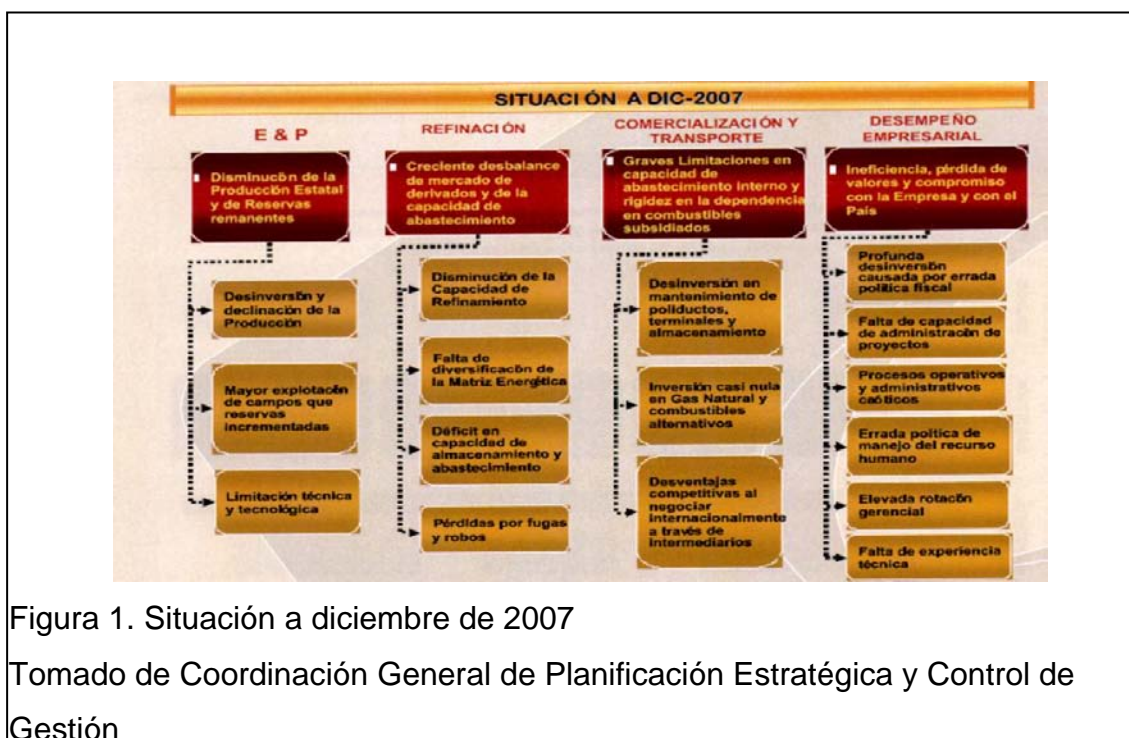 SITUACIÓN A DIC-2007
E & P
Disminucón de la
Producción Estatal
y de Reservas
remanentes
Desinversón y
declinación de la
Producción
Mayor explotacón
de campos que
reservas
incrementadas
Limitación técnica
y tecnológica
REFINACIÓN
Creciente desbalance
de mercado de
derivados y de la
capacidad de
abastecimiento
Disminución de la
Capacidad de
Refinamiento
Falta de
diversificacón de
la Matriz Energética
Déficit en
capacidad de
almacenamiento y
abastecimiento
Pérdidas por fugas
y robos
COMERCIALIZACIÓN Y
TRANSPORTE
Graves Limitaciones en
capacidad de
abastecimiento interno y
rigidez en la dependencia
en combustibles
subsidiados
Desinversión en
mantenimiento de
poliductos,
terminales y
almacenamiento
Inversión casi nula
en Gas Natural y
combustibles
alternativos
Desventajas
competitivas al
negociar
internacionalmente
a través de
intermediarios
DESEMPEÑO
EMPRESARIAL
Ineficiencia, pérdida de
valores y compromiso
con la Empresa y con el
País
Profunda
desinversón
causada por errada
política fiscal
Falta de capacidad
de administracón de
proyectos
Procesos operativos
y administrativos
caóticos
Errada poítica de
manejo del recurso
humano
Elevada rotacón
gerencial
Falta de experiencia
técnica
Figura 1. Situación a diciembre de 2007
Tomado de Coordinación General de Planificación Estratégica y Control de
Gestión